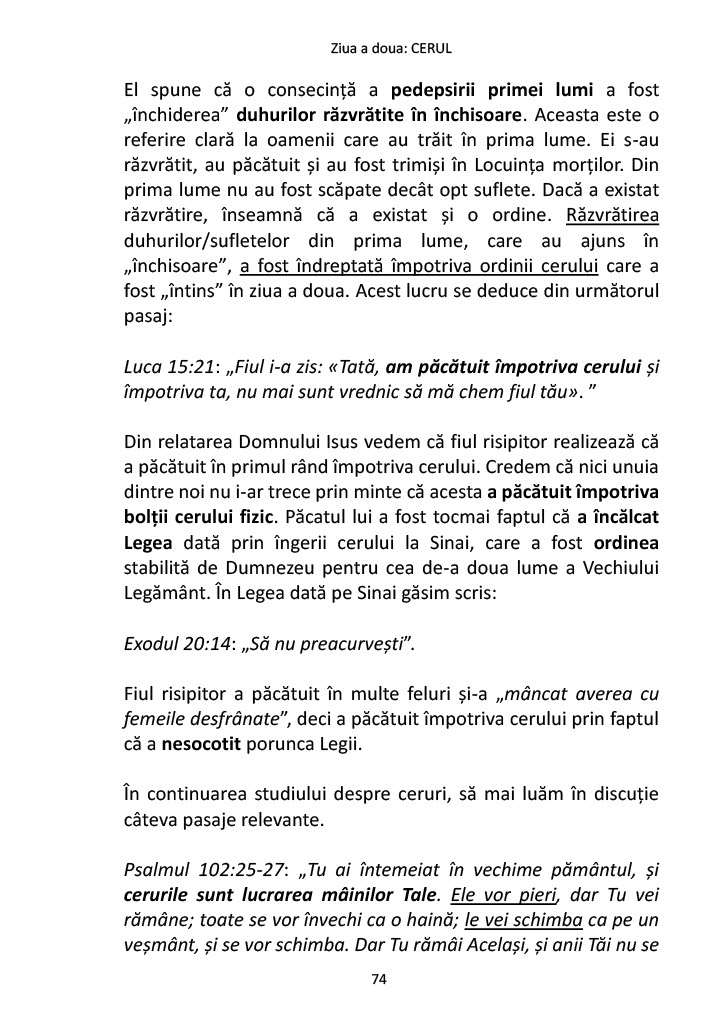 Ziua a doua: CERUL
El spune că o consecință a pedepsirii primei lumi a fost
„închiderea” duhurilor răzvrătite în închisoare. Aceasta este o
referire clară la oamenii care au trăit în prima lume. Ei s-au
răzvrătit, au păcătuit și au fost trimiși în Locuința morților. Din
prima lume nu au fost scăpate decât opt suflete. Dacă a existat
răzvrătire, înseamnă că a existat și o ordine. Răzvrătirea
duhurilor/sufletelor din prima lume, care au ajuns în
„închisoare”, a fost îndreptată împotriva ordinii cerului care a
fost „întins” în ziua a doua. Acest lucru se deduce din următorul
pasaj:
Luca 15:21: „Fiul i-a zis: «Tată, am păcătuit împotriva cerului și
împotriva ta, nu mai sunt vrednic să mă chem fiul tău». ”
Din relatarea Domnului Isus vedem că fiul risipitor realizează că
a păcătuit în primul rând împotriva cerului. Credem că nici unuia
dintre noi nu i-ar trece prin minte că acesta a păcătuit împotriva
bolții cerului fizic. Păcatul lui a fost tocmai faptul că a încălcat
Legea dată prin îngerii cerului la Sinai, care a fost ordinea
stabilită de Dumnezeu pentru cea de-a doua lume a Vechiului
Legământ. În Legea dată pe Sinai găsim scris:
Exodul 20:14: „Să nu preacurvești”.
Fiul risipitor a păcătuit în multe feluri și-a „mâncat averea cu
femeile desfrânate”, deci a păcătuit împotriva cerului prin faptul
că a nesocotit porunca Legii.
În continuarea studiului despre ceruri, să mai luăm în discuție
câteva pasaje relevante.
Psalmul 102:25-27: „Tu ai întemeiat în vechime pământul, și
cerurile sunt lucrarea mâinilor Tale. Ele vor pieri, dar Tu vei
rămâne; toate se vor învechi ca o haină; le vei schimba ca pe un
veșmânt, și se vor schimba. Dar Tu rămâi Același, și anii Tăi nu se
74